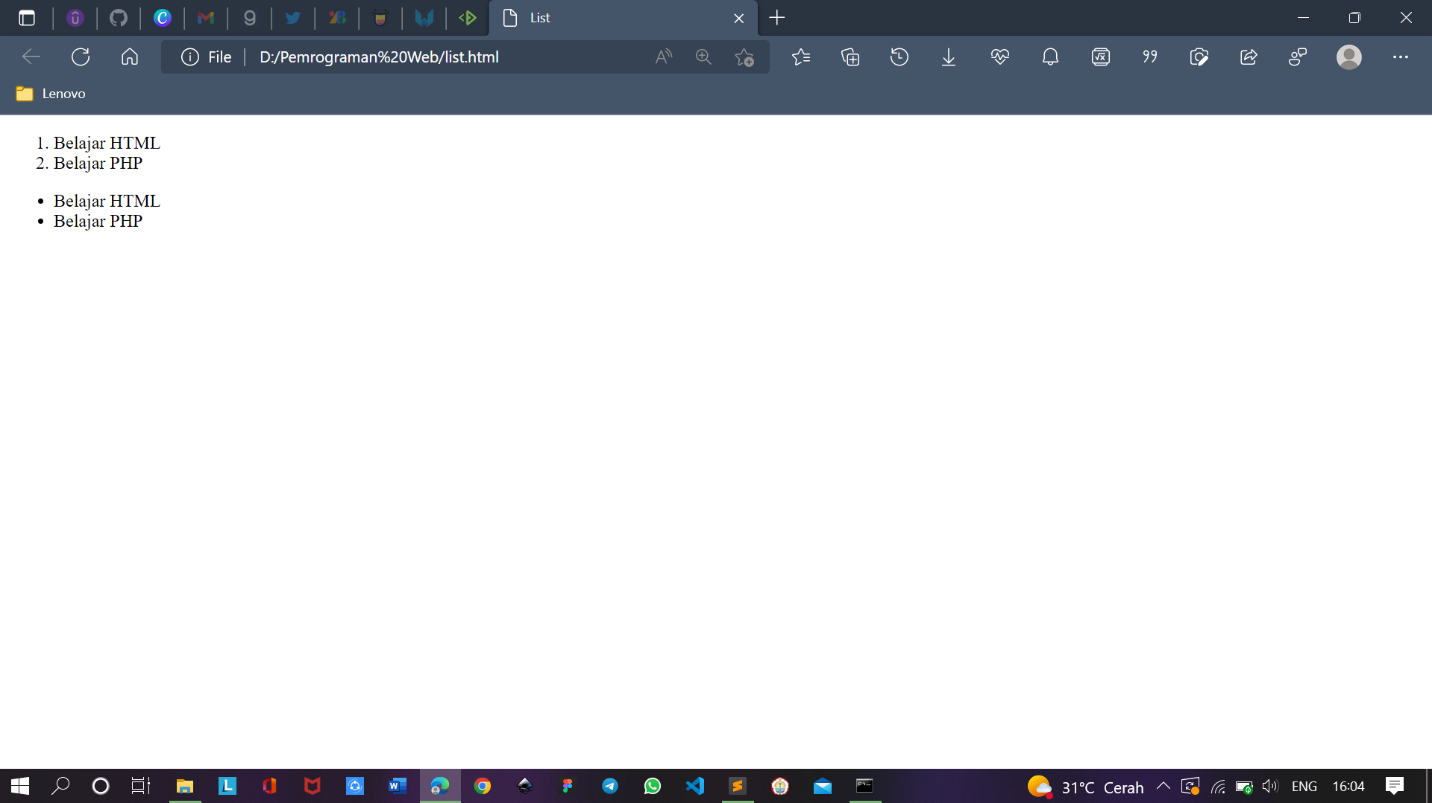 List
File
D:/Pemrograman%20Web/list.html
Lenovo
1. Belajar HTML
2. Belajar PHP
• Belajar HTML
• Belajar PHP
31°C Cerah
ENG
16:04